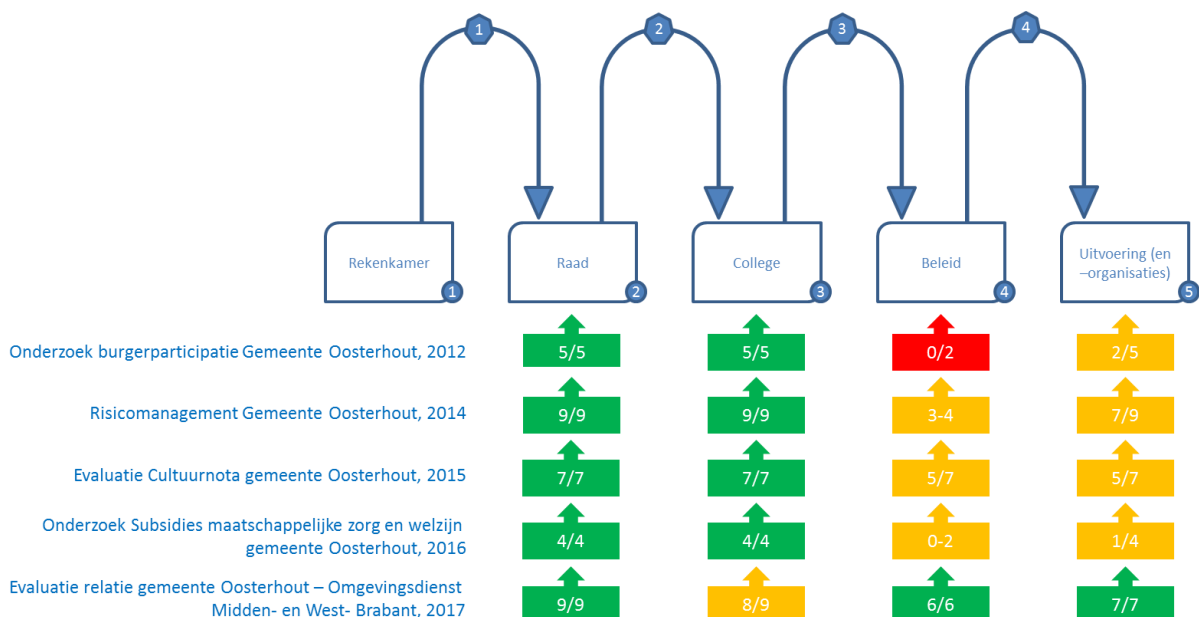 1
2
3
4
Rekenkamer
1
Raad
2
College
3
Beleid
4
Uitvoering (en
–organisaties)
5
Onderzoek burgerparticipatie Gemeente Oosterhout, 2012
5/5
5/5
0/2
2/5
Risicomanagement Gemeente Oosterhout, 2014
9/9
9/9
3-4
7/9
Evaluatie Cultuurnota gemeente Oosterhout, 2015
7/7
7/7
5/7
5/7
Onderzoek Subsidies maatschappelijke zorg en welzijn
gemeente Oosterhout, 2016
4/4
4/4
0-2
1/4
Evaluatie relatie gemeente Oosterhout – Omgevingsdienst
Midden- en West- Brabant, 2017
9/9
8/9
6/6
7/7